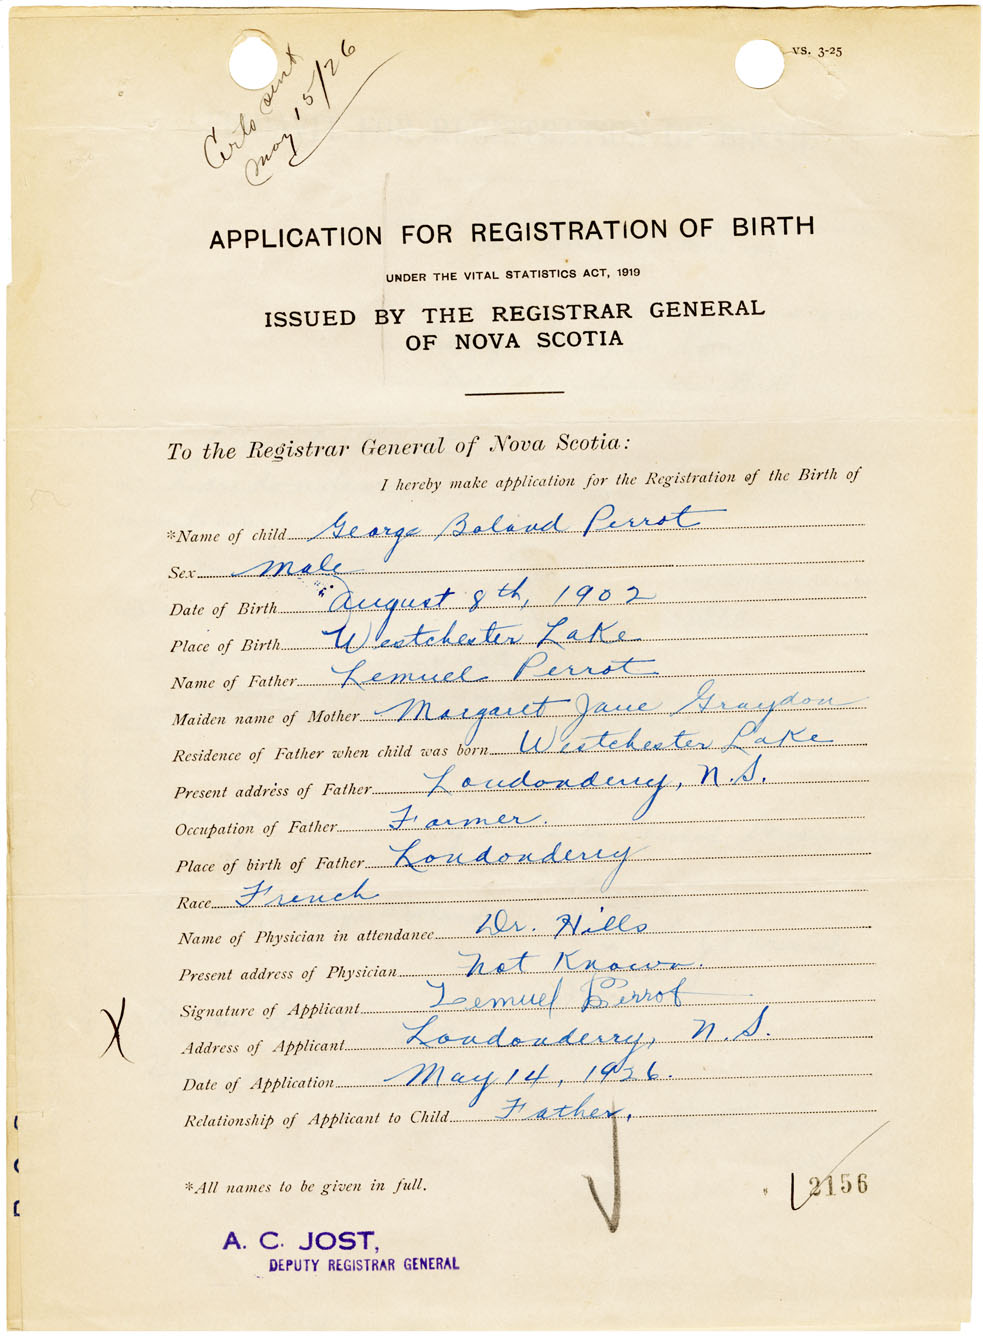 vs. 3-25
Certs sent
May 15/26
APPLICATION FOR REGISTRATION OF BIRTH
UNDER THE VITAL STATISTICS ACT, 1919
ISSUED BY THE REGISTRAR GENERAL
OF NOVA SCOTIA
To the Registrar General of Nova Scotia:
I hereby make application for the Registration of the Birth of
*Name of child George Boland Perrot
Sex Male
Date of Birth August 8th, 1902
Place of Birth Westchester Lake
Name of Father Lemuel Perrot
Maiden name of Mother Margaret Jane Graydon
Residence of Father when child was born Westchester Lake
Present address of Father Londonderry, N.S.
Occupation of Father Farmer.
Place of birth of Father Londonderry
Race French
Name of Physician in attendance Dr. Hills
Present address of Physician Not Known.
Signature of Applicant Lemuel Perrot
Address of Applicant Londonderry, N.S.
Date of Application May 14, 1926.
Relationship of Applicant to Child Father,
*All names to be given in full.
2156
A. C. JOST,
DEPUTY REGISTRAR GENERAL